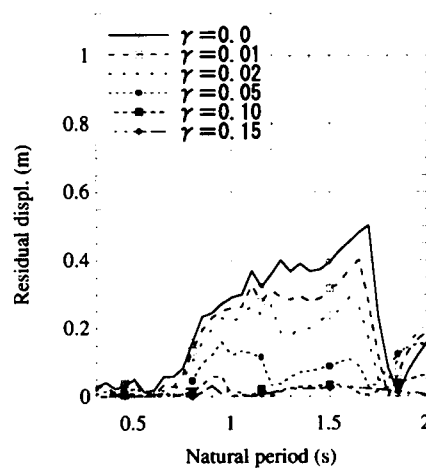 1
0.8
0.6
0.4
0.2
0
Residual displ. (m)
γ=0.0
γ=0.01
γ=0.02
γ=0.05
γ=0.10
γ=0.15
0.5
1
1.5
2
Natural period (s)